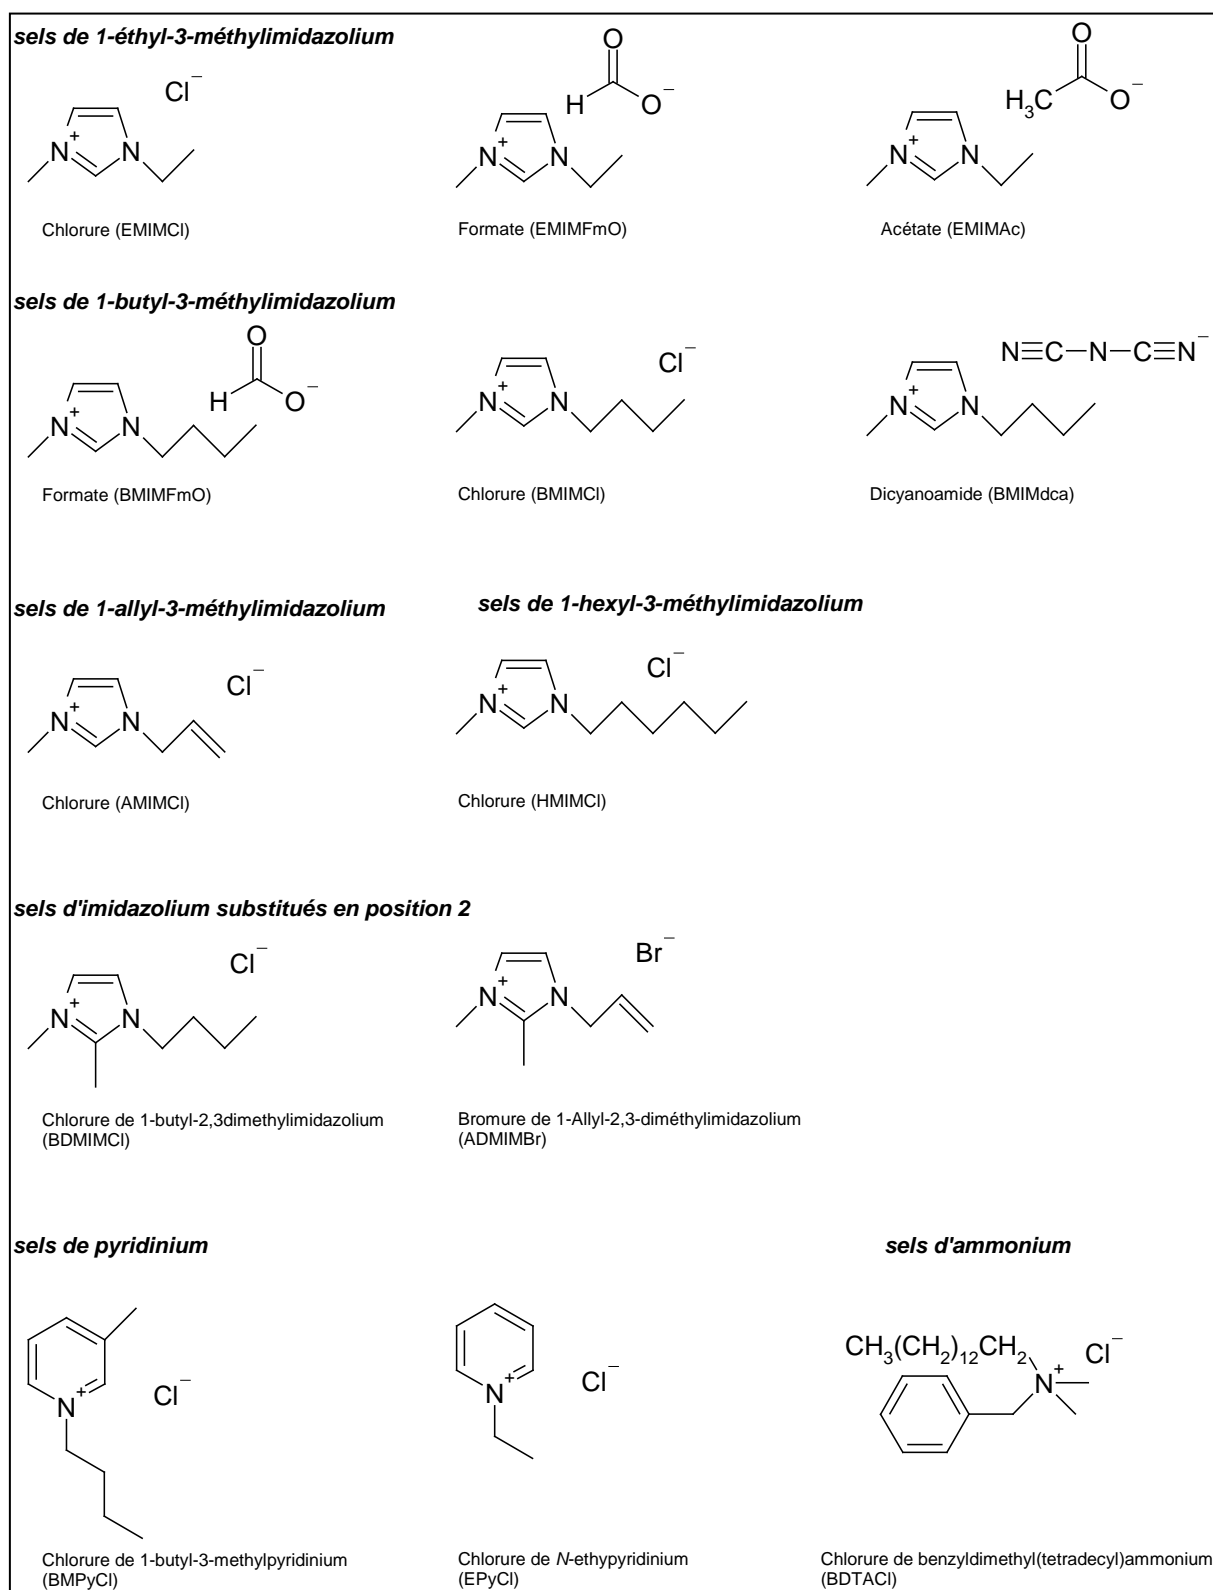 sels de 1-éthyl-3-méthylimidazolium
Cl⁻
N⁺ N
Chlorure (EMIMCl)
O
H O⁻
N⁺ N
Formate (EMIMFmO)
O
H₃C O⁻
N⁺ N
Acétate (EMIMAc)
sels de 1-butyl-3-méthylimidazolium
O
H O⁻
N⁺ N
Formate (BMIMFmO)
Cl⁻
N⁺ N
Chlorure (BMIMCl)
N≡C–N–C≡N⁻
N⁺ N
Dicyanoamide (BMIMdca)
sels de 1-allyl-3-méthylimidazolium
Cl⁻
N⁺ N
Chlorure (AMIMCl)
sels de 1-hexyl-3-méthylimidazolium
Cl⁻
N⁺ N
Chlorure (HMIMCl)
sels d'imidazolium substitués en position 2
Cl⁻
N⁺ N
Chlorure de 1-butyl-2,3dimethylimidazolium
(BDMIMCl)
Br⁻
N⁺ N
Bromure de 1-Allyl-2,3-diméthylimidazolium
(ADMIMBr)
sels de pyridinium
N⁺ Cl⁻
Chlorure de 1-butyl-3-methylpyridinium
(BMPyCl)
N⁺ Cl⁻
Chlorure de N-ethypyridinium
(EPyCl)
sels d'ammonium
CH₃(CH₂)₁₂CH₂ Cl⁻
N⁺
Chlorure de benzyldimethyl(tetradecyl)ammonium
(BDTACl)